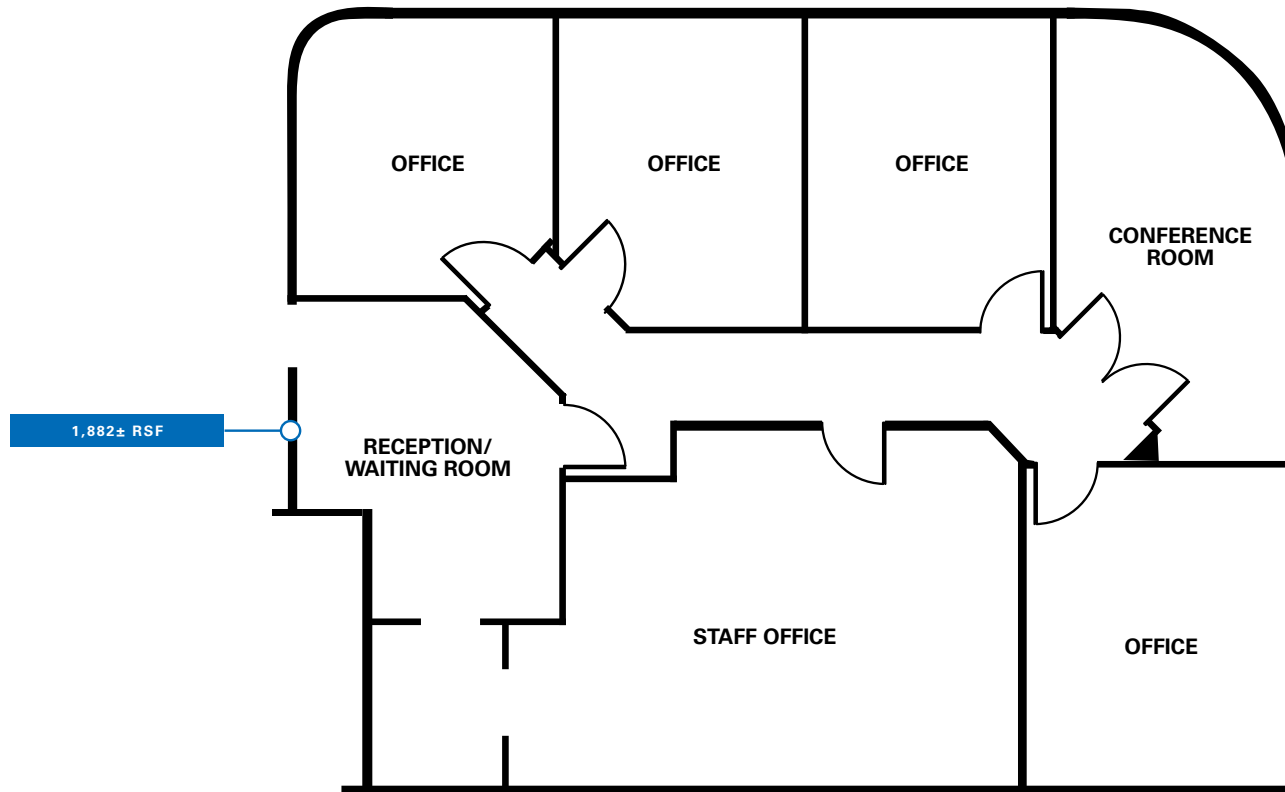 OFFICE
OFFICE
OFFICE
CONFERENCE
ROOM
1,882± RSF
RECEPTION/
WAITING ROOM
STAFF OFFICE
OFFICE